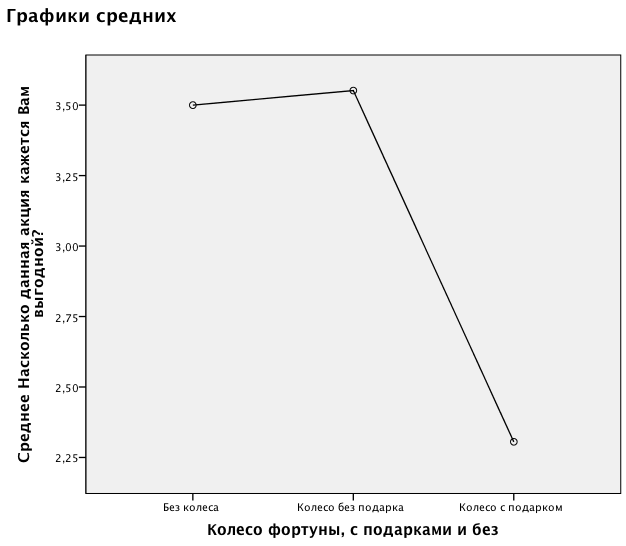 Графики средних
Среднее Насколько данная акция кажется Вам
выгодной?
3,50
3,25
3,00
2,75
2,50
2,25
Без колеса
Колесо без подарка
Колесо с подарком
Колесо фортуны, с подарками и без